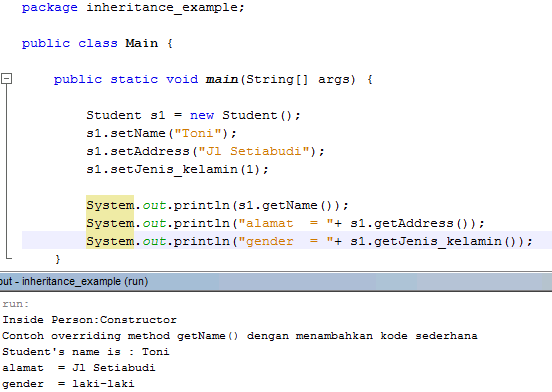 package inheritance_example;
public class Main {
public static void main(String[] args) {
Student s1 = new Student();
s1.setName("Toni");
s1.setAddress("Jl Setiabudi");
s1.setJenis_kelamin(1);
System.out.println(s1.getName());
System.out.println("alamat  = "+ s1.getAddress());
System.out.println("gender  = "+ s1.getJenis_kelamin());
}
out - inheritance_example (run)
run:
Inside Person:Constructor
Contoh overriding method getName() dengan menambahkan kode sederhana
Student's name is : Toni
alamat  = Jl Setiabudi
gender  = laki-laki